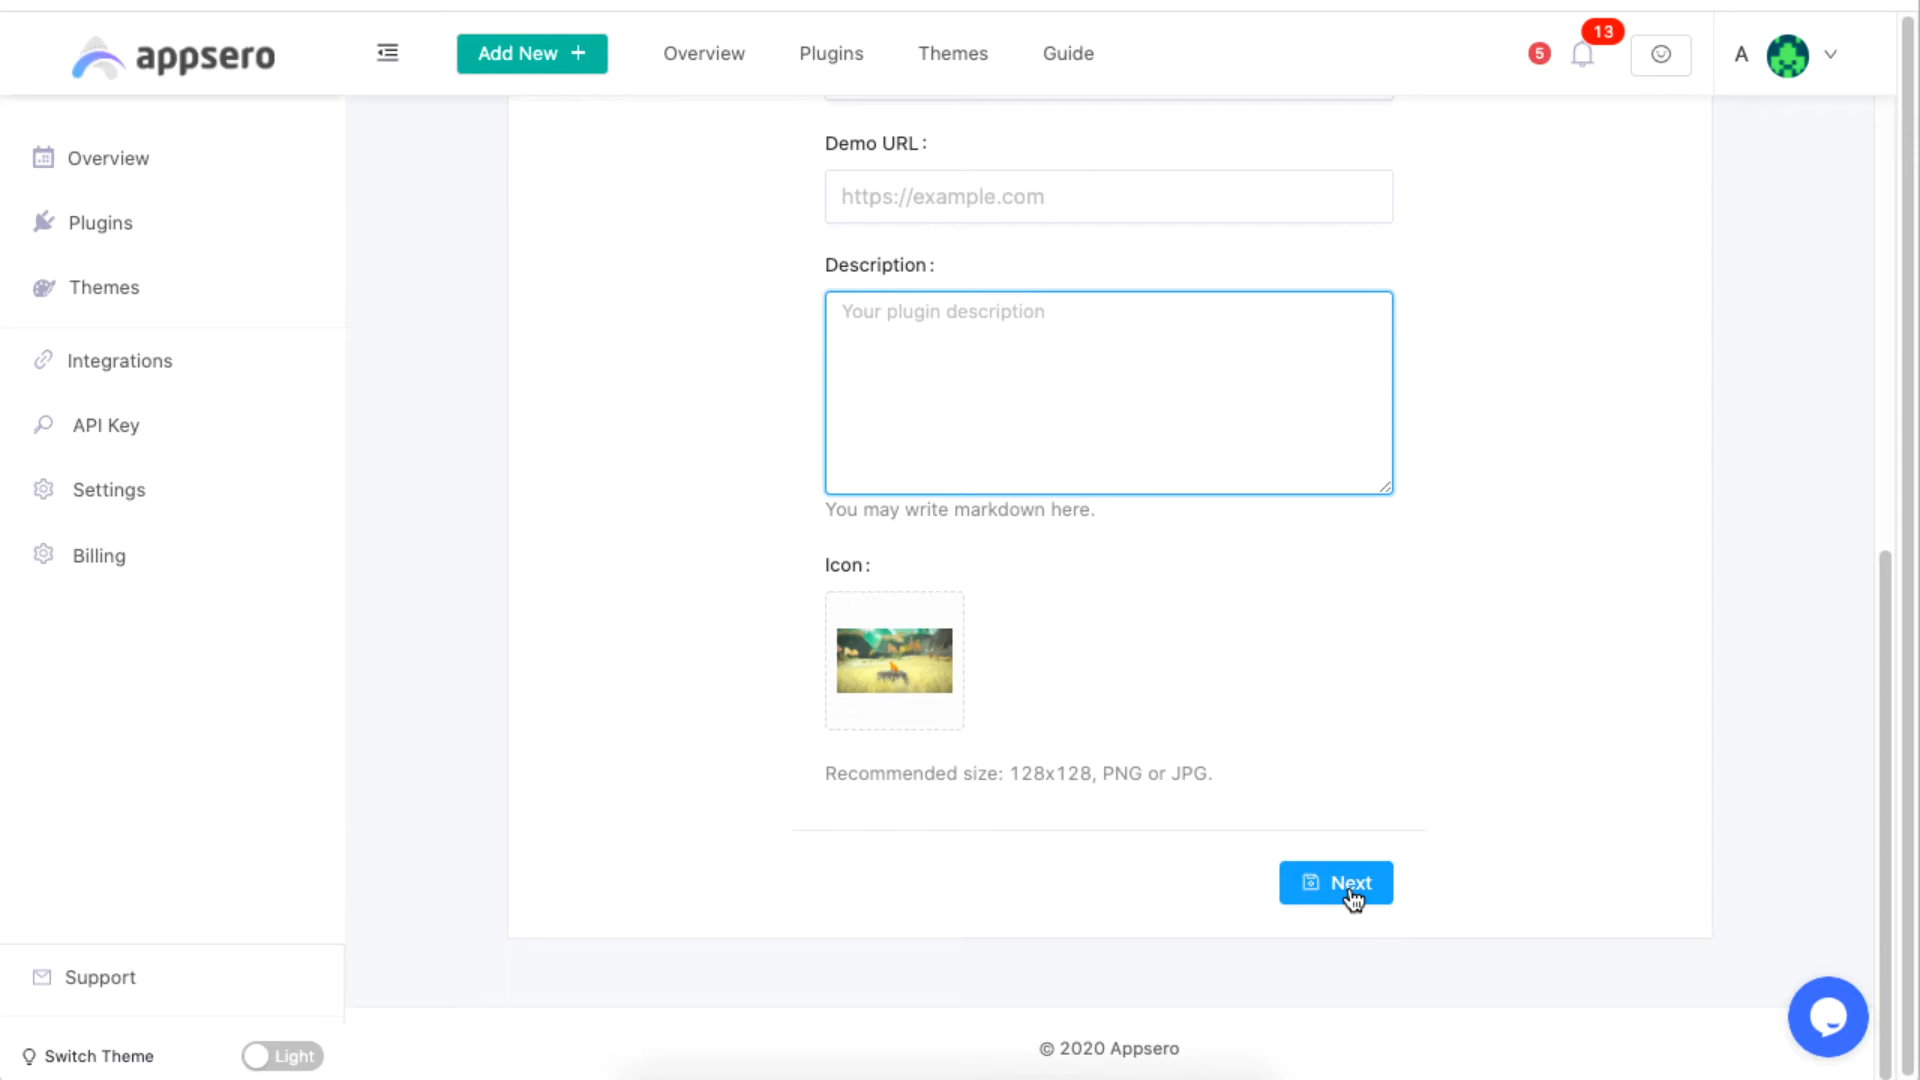 appsero
Add New +
Overview
Plugins
Themes
Guide
5
13
A
Overview
Plugins
Themes
Integrations
API Key
Settings
Billing
Support
Switch Theme
Light
Demo URL :
https://example.com
Description :
Your plugin description
You may write markdown here.
Icon :
Recommended size: 128x128, PNG or JPG.
Next
© 2020 Appsero